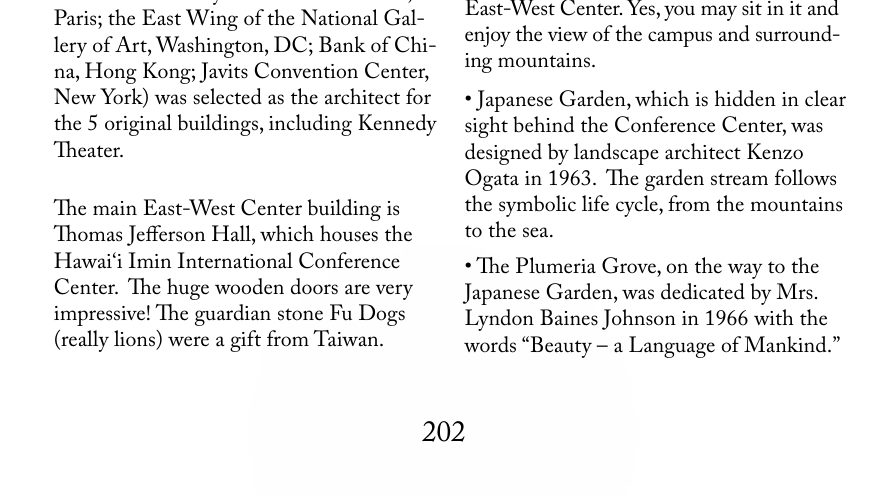 Paris; the East Wing of the National Gal-
lery of Art, Washington, DC; Bank of Chi-
na, Hong Kong; Javits Convention Center,
New York) was selected as the architect for
the 5 original buildings, including Kennedy
Theater.
The main East-West Center building is
Thomas Jefferson Hall, which houses the
Hawai‘i Imin International Conference
Center.  The huge wooden doors are very
impressive! The guardian stone Fu Dogs
(really lions) were a gift from Taiwan.
East-West Center. Yes, you may sit in it and
enjoy the view of the campus and surround-
ing mountains.
• Japanese Garden, which is hidden in clear
sight behind the Conference Center, was
designed by landscape architect Kenzo
Ogata in 1963.  The garden stream follows
the symbolic life cycle, from the mountains
to the sea.
• The Plumeria Grove, on the way to the
Japanese Garden, was dedicated by Mrs.
Lyndon Baines Johnson in 1966 with the
words “Beauty – a Language of Mankind.”
202